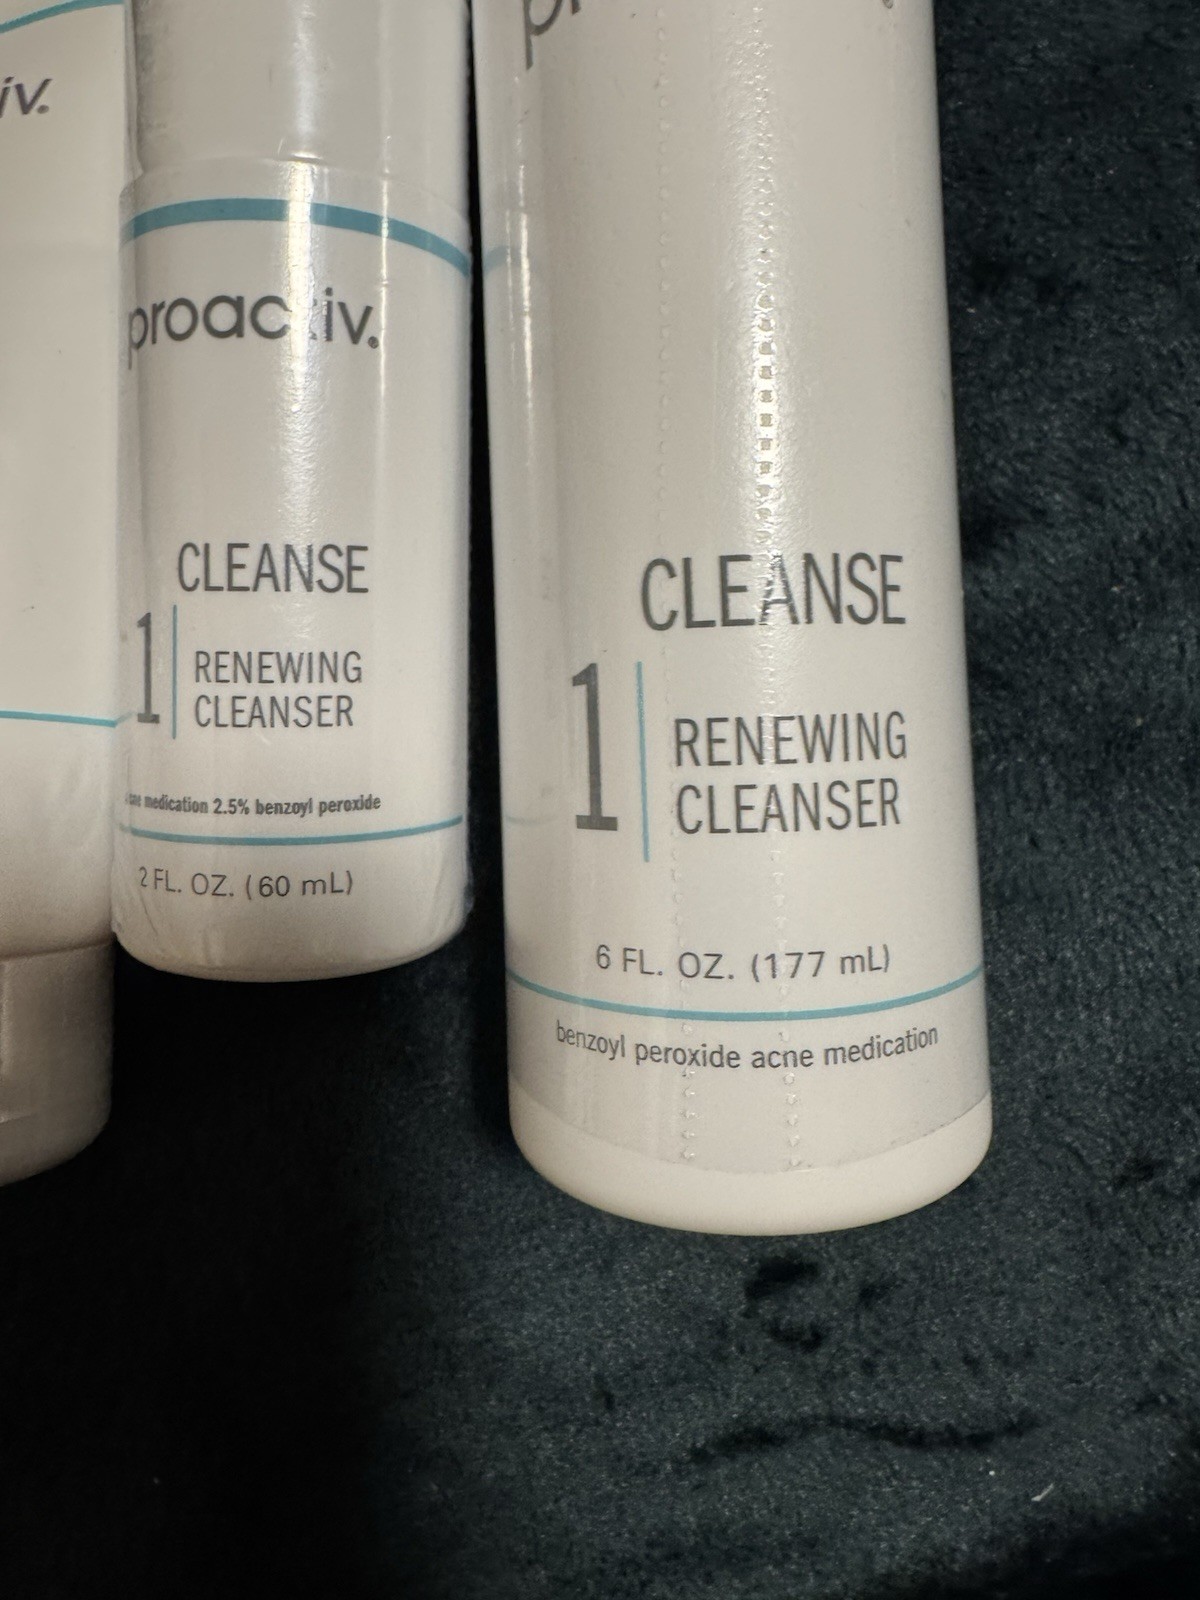 iv.
proactiv.
CLEANSE
1
RENEWING
CLEANSER
medication 2.5% benzoyl peroxide
2 FL. OZ. (60 mL)
CLEANSE
1
RENEWING
CLEANSER
6 FL. OZ. (177 mL)
benzoyl peroxide acne medication